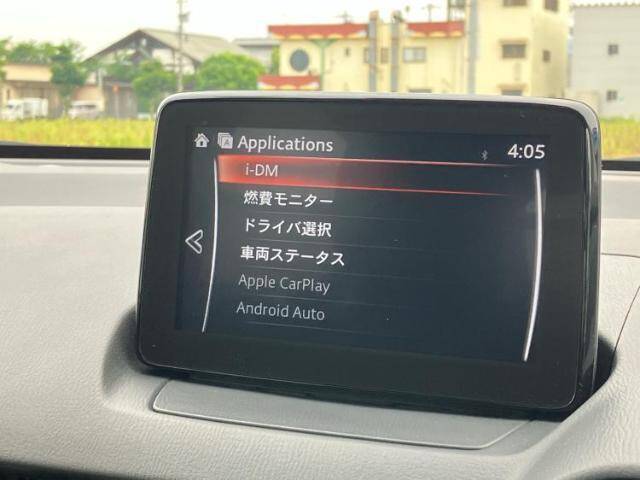 Applications
4:05
i-DM
燃費モニター
ドライバ選択
車両ステータス
Apple CarPlay
Android Auto